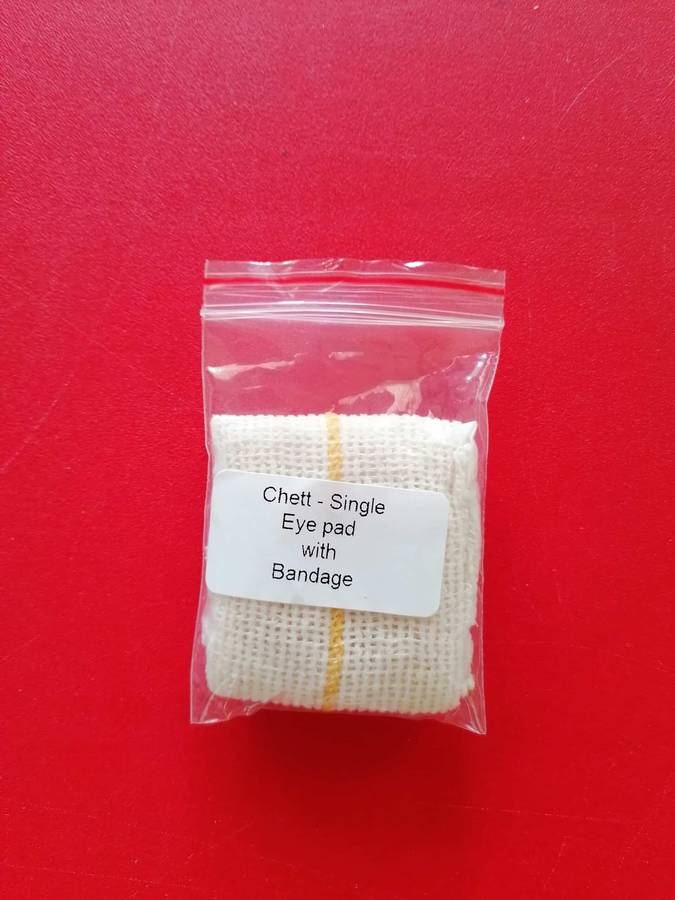 Chett - Single
Eye pad
with
Bandage